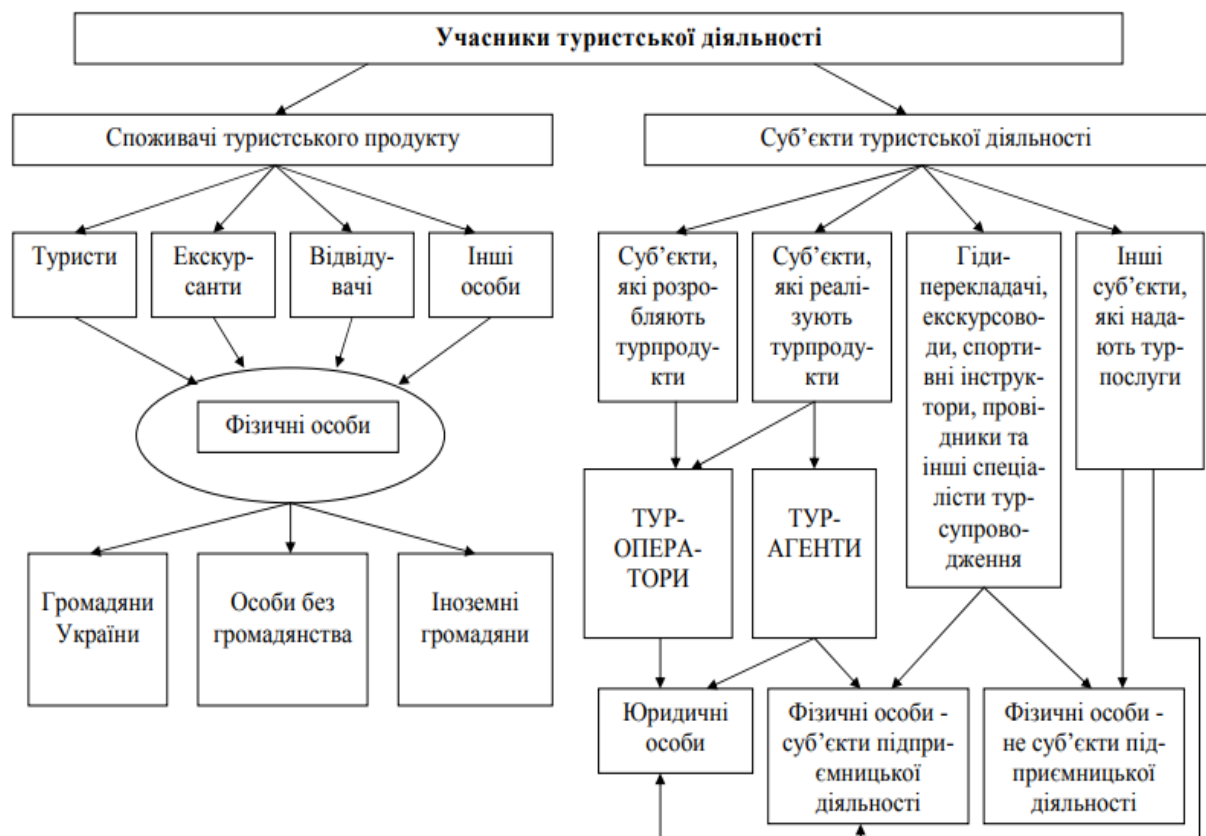 Учасники туристської діяльності
Споживачі туристського продукту
Суб’єкти туристської діяльності
Туристи
Екскур-
санти
Відвіду-
вачі
Інші
особи
Суб’єкти,
які розро-
бляють
турпроду-
кти
Суб’єкти,
які реалі-
зують
турпроду-
кти
Гіди-
перекладачі,
екскурсово-
ди, спорти-
вні інструк-
тори, провід-
ники та
інші спеціа-
лісти тур-
супрово-
дження
Інші
суб’єкти,
які нада-
ють тур-
послуги
Фізичні особи
ТУР-
ОПЕРА-
ТОРИ
ТУР-
АГЕНТИ
Громадяни
України
Особи без
громадянства
Іноземні
громадяни
Юридичні
особи
Фізичні особи -
суб’єкти підприе-
ємницької
діяльності
Фізичні особи -
не суб’єкти під-
приємницької
діяльності